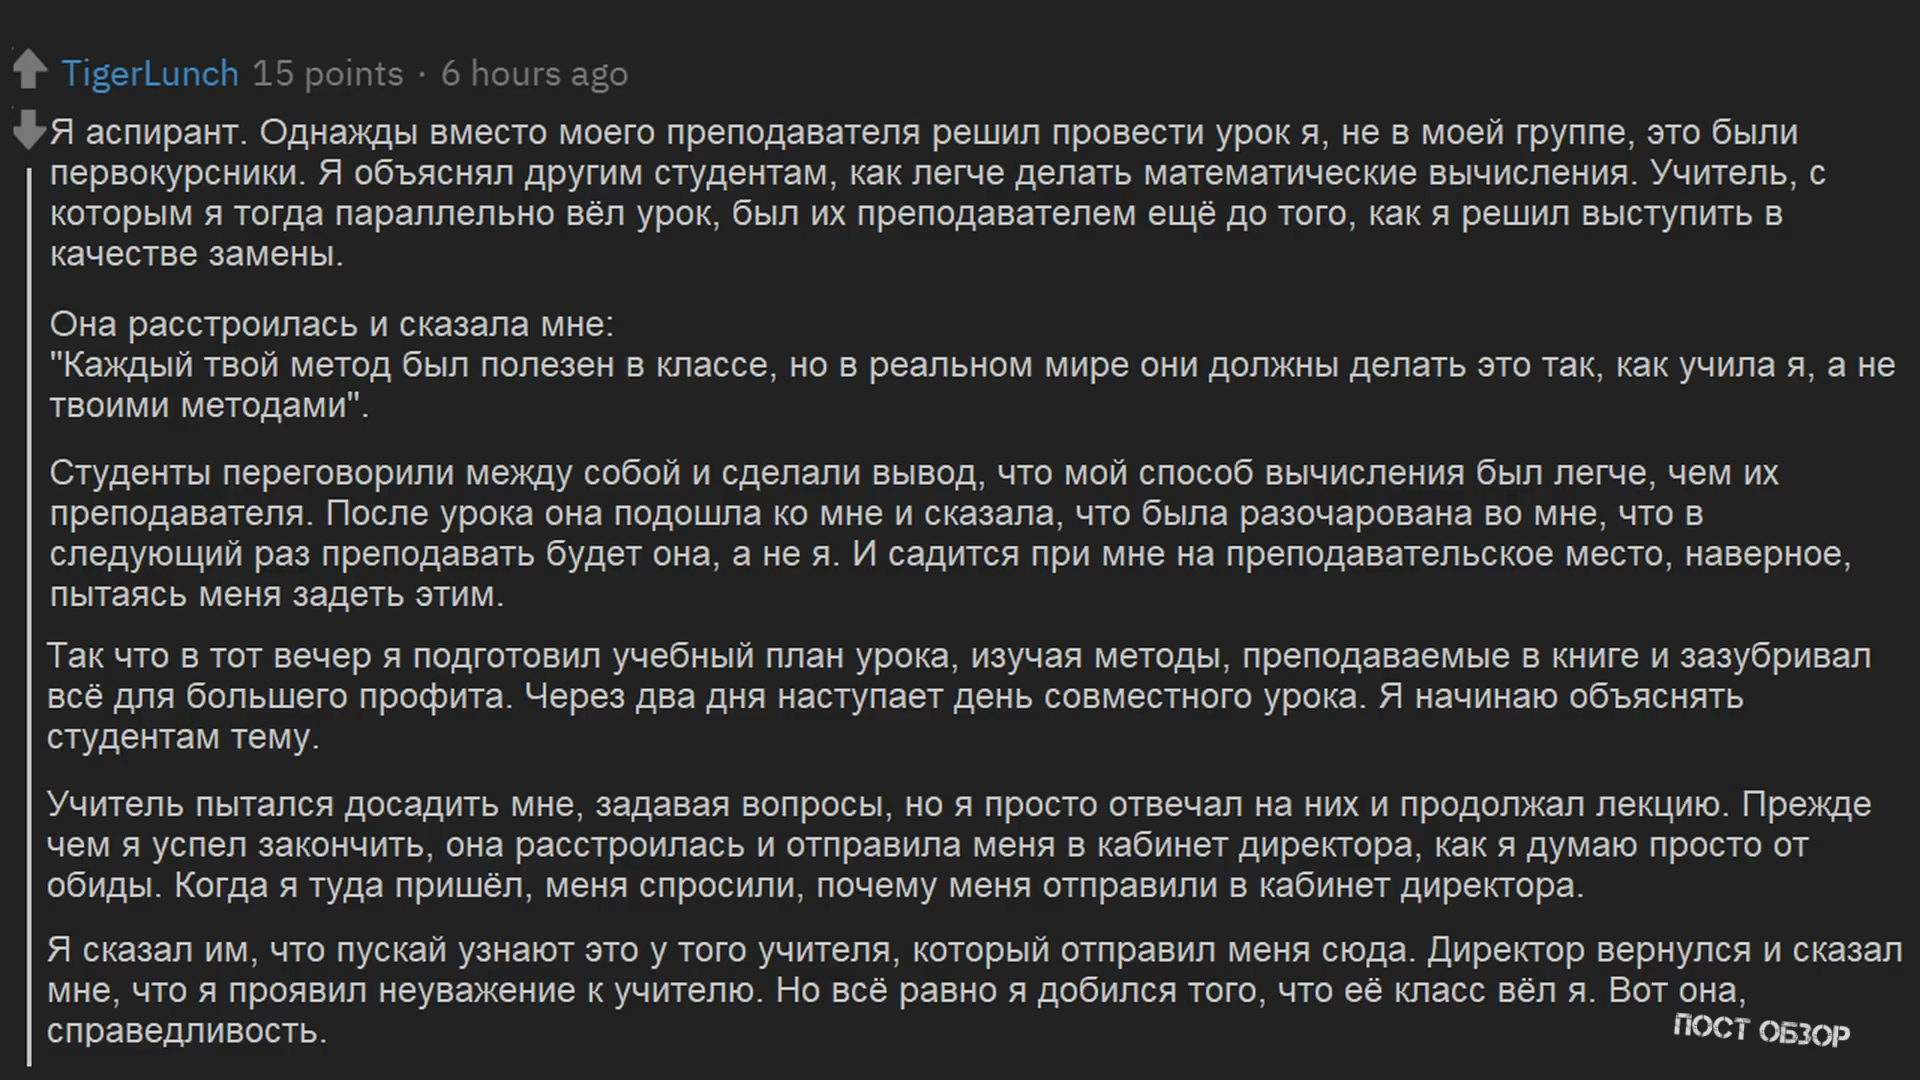 TigerLunch 15 points · 6 hours ago
Я аспирант. Однажды вместо моего преподавателя решил провести урок я, не в моей группе, это были
первокурсники. Я объяснял другим студентам, как легче делать математические вычисления. Учитель, с
которым я тогда параллельно вёл урок, был их преподавателем ещё до того, как я решил выступить в
качестве замены.
Она расстроилась и сказала мне:
"Каждый твой метод был полезен в классе, но в реальном мире они должны делать это так, как учила я, а не
твоими методами".
Студенты переговорили между собой и сделали вывод, что мой способ вычисления был легче, чем их
преподавателя. После урока она подошла ко мне и сказала, что была разочарована во мне, что в
следующий раз преподавать будет она, а не я. И садится при мне на преподавательское место, наверное,
пытаясь меня задеть этим.
Так что в тот вечер я подготовил учебный план урока, изучая методы, преподаваемые в книге и зазубривал
всё для большего профита. Через два дня наступает день совместного урока. Я начинаю объяснять
студентам тему.
Учитель пытался досадить мне, задавая вопросы, но я просто отвечал на них и продолжал лекцию. Прежде
чем я успел закончить, она расстроилась и отправила меня в кабинет директора, как я думаю просто от
обиды. Когда я туда пришёл, меня спросили, почему меня отправили в кабинет директора.
Я сказал им, что пускай узнают это у того учителя, который отправил меня сюда. Директор вернулся и сказал
мне, что я проявил неуважение к учителю. Но всё равно я добился того, что её класс вёл я. Вот она,
справедливость.
ПОСТ ОБЗОР